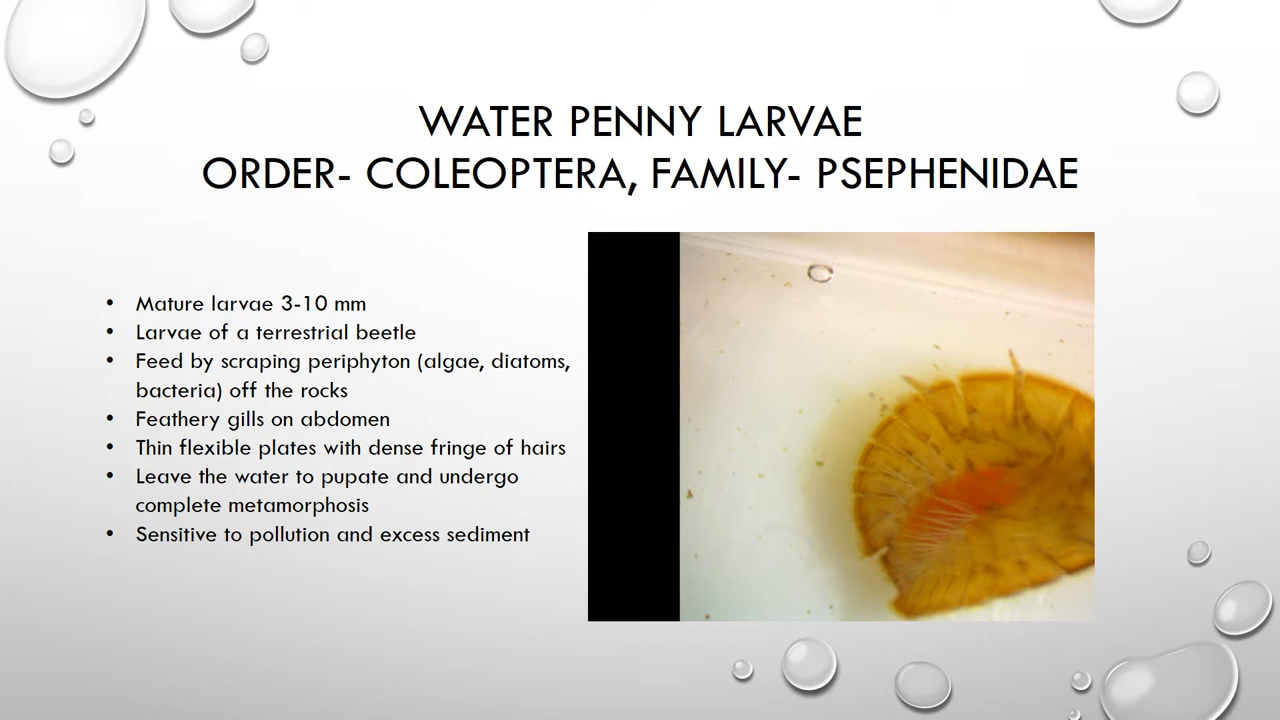 WATER PENNY LARVAE
ORDER- COLEOPTERA, FAMILY- PSEPHENIDAE
• Mature larvae 3-10 mm
• Larvae of a terrestrial beetle
• Feed by scraping periphyton (algae, diatoms,
bacteria) off the rocks
• Feathery gills on abdomen
• Thin flexible plates with dense fringe of hairs
• Leave the water to pupate and undergo
complete metamorphosis
• Sensitive to pollution and excess sediment